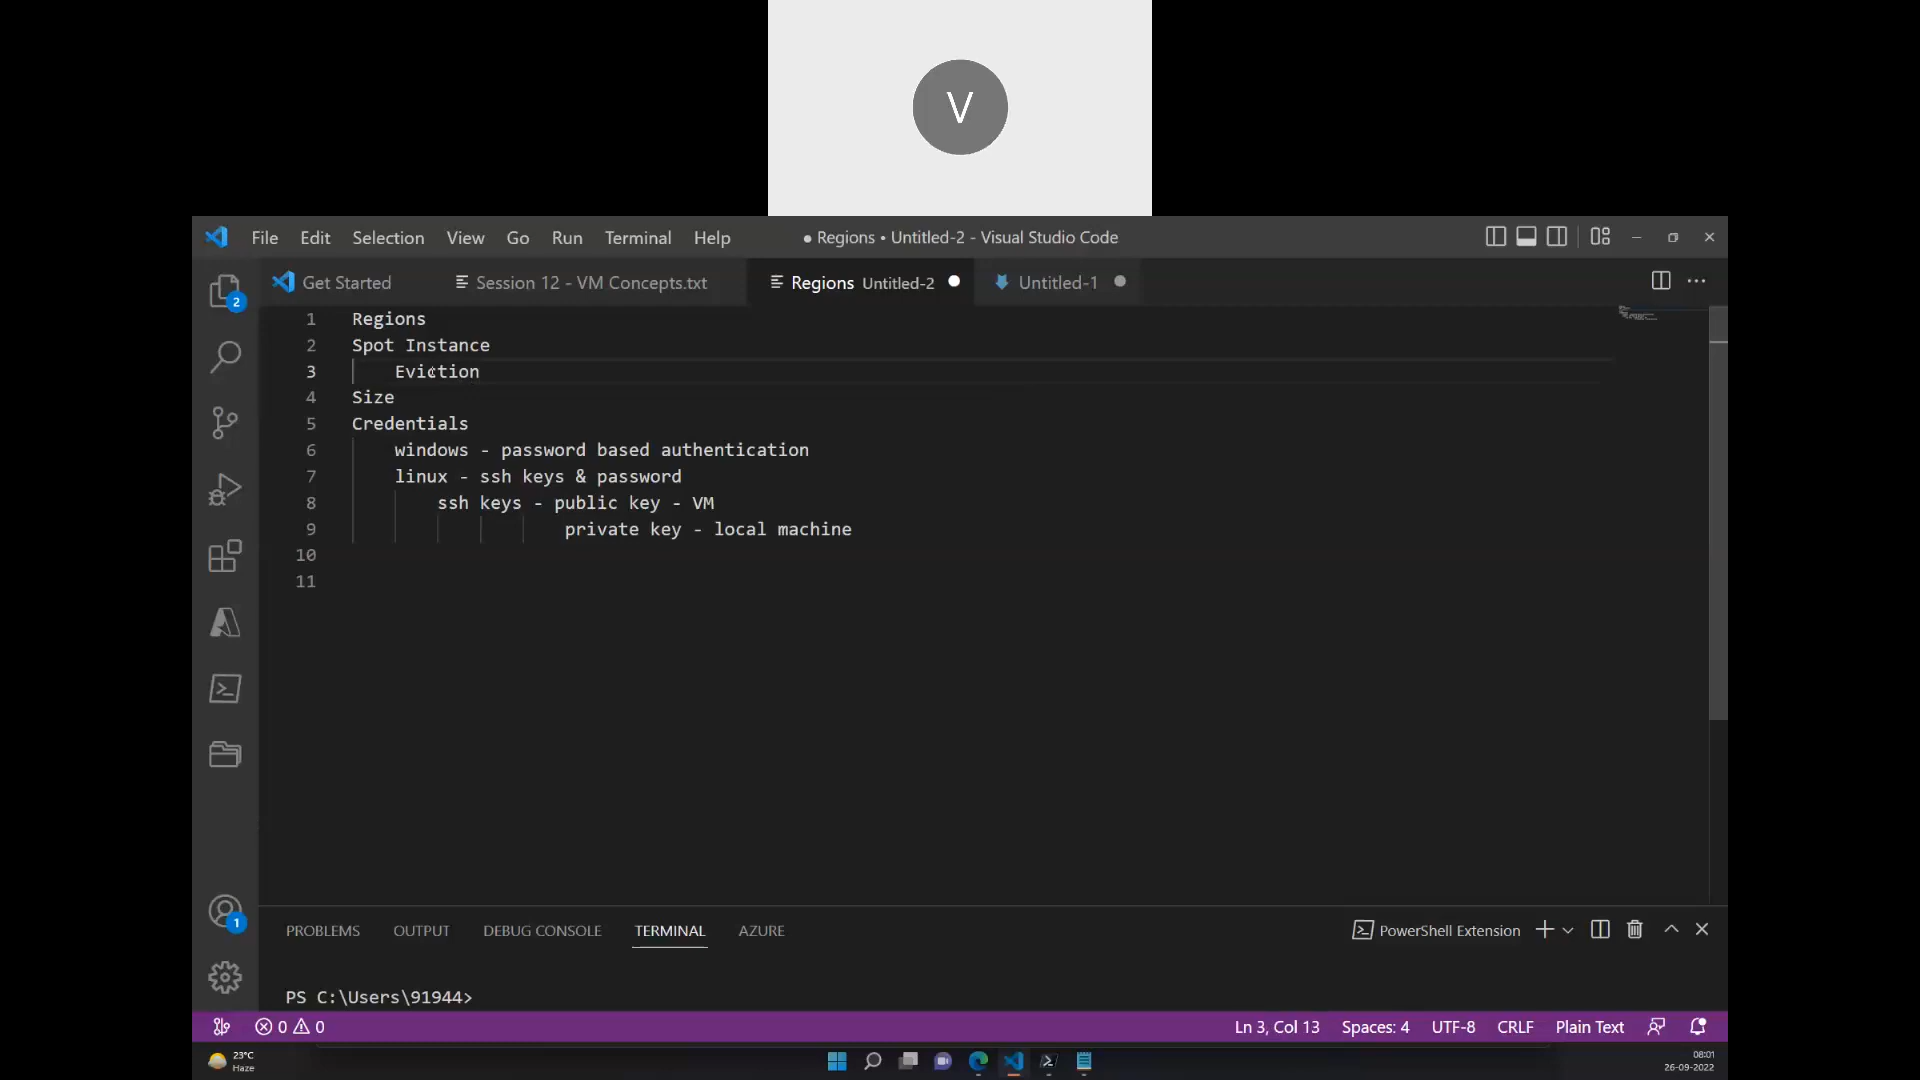 V
File Edit Selection View Go Run Terminal Help ● Regions • Untitled-2 - Visual Studio Code
Get Started Session 12 - VM Concepts.txt Regions Untitled-2 Untitled-1
2
1 Regions
2 Spot Instance
3 Eviction
4 Size
5 Credentials
6 windows - password based authentication
7 linux - ssh keys & password
8 ssh keys - public key - VM
9 private key - local machine
10
11
1
PROBLEMS OUTPUT DEBUG CONSOLE TERMINAL AZURE PowerShell Extension
PS C:\Users\91944>
0 0 Ln 3, Col 13 Spaces: 4 UTF-8 CRLF Plain Text
23°C
Haze
08:01
26-09-2022